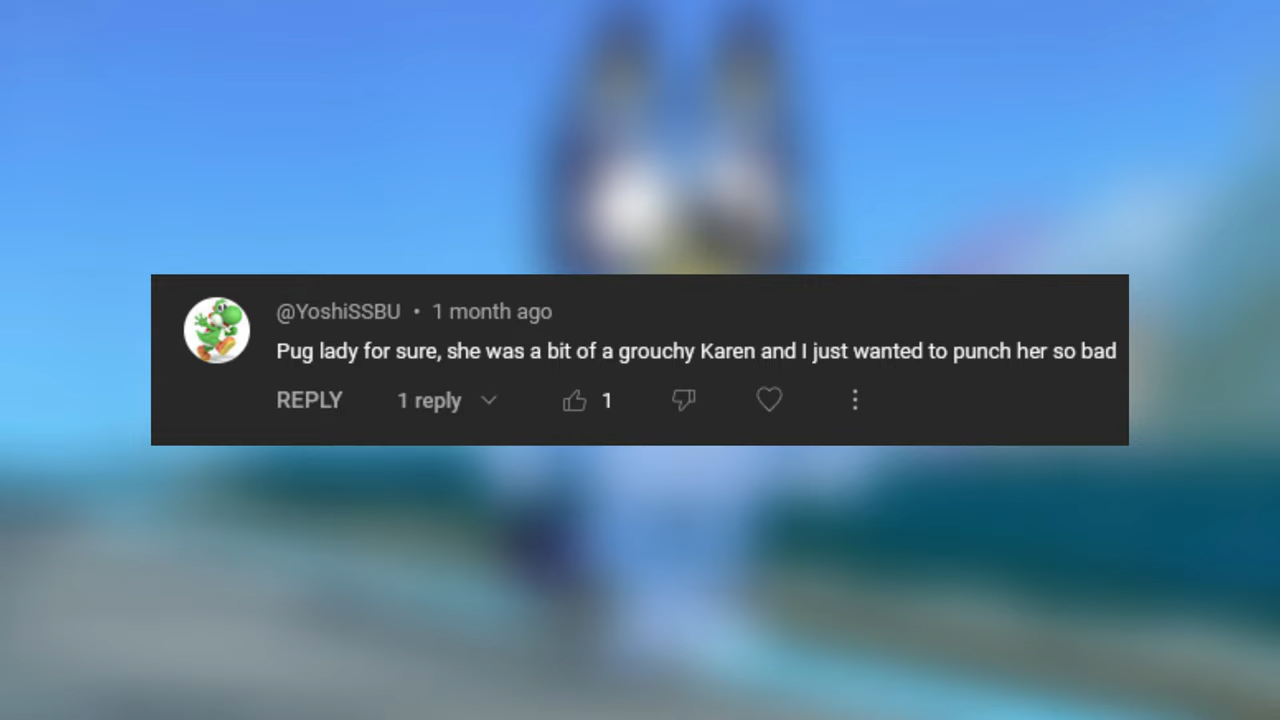 @YoshiSSBU • 1 month ago
Pug lady for sure, she was a bit of a grouchy Karen and I just wanted to punch her so bad
REPLY 1 reply 1